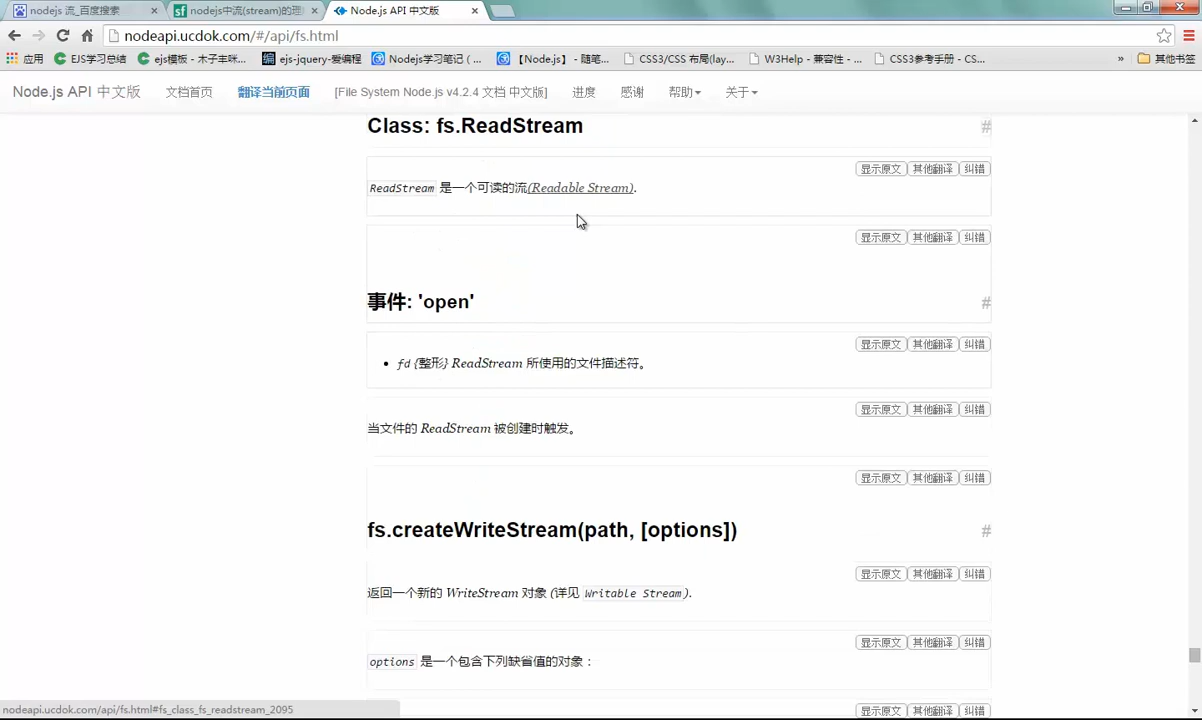 nodejs 流_百度搜索
nodejs中流(stream)的理
Node.js API 中文版
nodeapi.ucdok.com/#/api/fs.html
应用 EJS学习总结 ejs模板 - 木子丰咪... ejs-jquery-爱编程 Nodejs学习笔记（ ... 【Node.js】 - 随笔... CSS3/CSS 布局(lay... W3Help - 兼容性 - ... CSS3参考手册 - CS... » 其他书签
Node.js API 中文版 文档首页 翻译当前页面 [File System Node.js v4.2.4 文档 中文版] 进度 感谢 帮助 关于
Class: fs.ReadStream #
显示原文 其他翻译 纠错
ReadStream 是一个可读的流(Readable Stream).
显示原文 其他翻译 纠错
事件: 'open' #
显示原文 其他翻译 纠错
• fd {整形} ReadStream 所使用的文件描述符。
显示原文 其他翻译 纠错
当文件的 ReadStream 被创建时触发。
显示原文 其他翻译 纠错
fs.createWriteStream(path, [options]) #
显示原文 其他翻译 纠错
返回一个新的 WriteStream 对象 (详见 Writable Stream).
显示原文 其他翻译 纠错
options 是一个包含下列缺省值的对象：
显示原文 其他翻译 纠错
nodeapi.ucdok.com/api/fs.html#fs_class_fs_readstream_2095